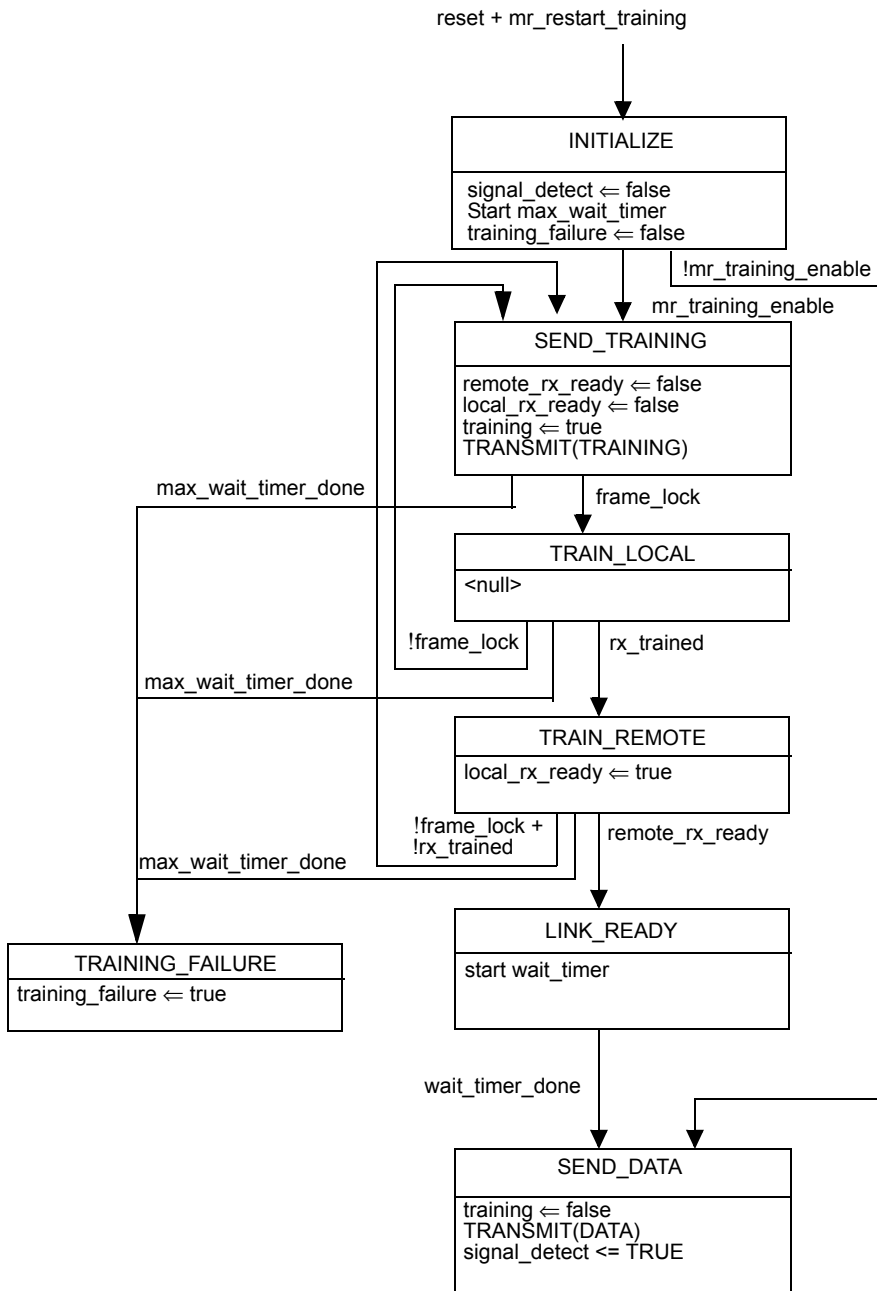 reset + mr_restart_training
INITIALIZE
signal_detect ⇐ false
Start max_wait_timer
training_failure ⇐ false
!mr_training_enable
mr_training_enable
SEND_TRAINING
remote_rx_ready ⇐ false
local_rx_ready ⇐ false
training ⇐ true
TRANSMIT(TRAINING)
max_wait_timer_done
frame_lock
TRAIN_LOCAL
<null>
!frame_lock
rx_trained
max_wait_timer_done
TRAIN_REMOTE
local_rx_ready ⇐ true
!frame_lock +
!rx_trained
remote_rx_ready
max_wait_timer_done
LINK_READY
start wait_timer
TRAINING_FAILURE
training_failure ⇐ true
wait_timer_done
SEND_DATA
training ⇐ false
TRANSMIT(DATA)
signal_detect <= TRUE